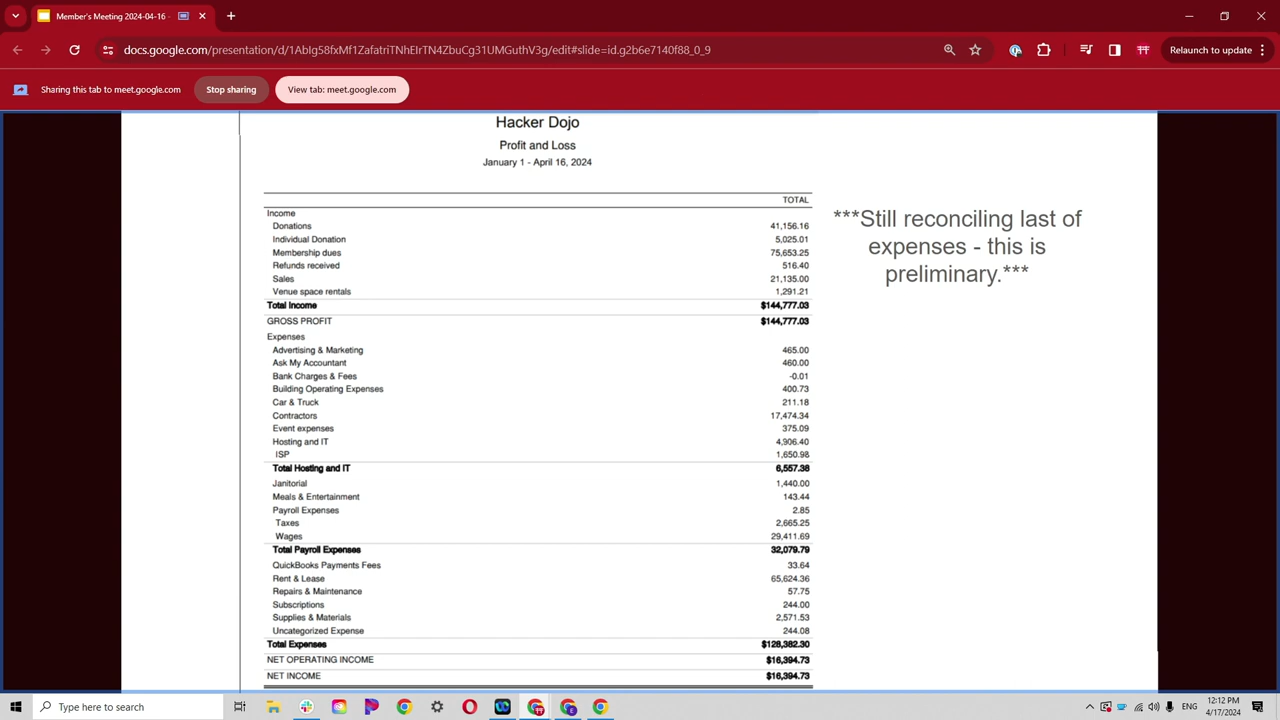 Member's Meeting 2024-04-16 -
docs.google.com/presentation/d/1AbIg58fxMf1ZafatriTNhEIrTN4ZbuCg31UMGuthV3g/edit#slide=id.g2b6e7140f88_0_9
Relaunch to update
Sharing this tab to meet.google.com
Stop sharing
View tab: meet.google.com
Hacker Dojo
Profit and Loss
January 1 - April 16, 2024
TOTAL
Income
Donations 41,156.16
Individual Donation 5,025.01
Membership dues 75,653.25
Refunds received 516.40
Sales 21,135.00
Venue space rentals 1,291.21
Total Income $144,777.03
GROSS PROFIT $144,777.03
Expenses
Advertising & Marketing 465.00
Ask My Accountant 460.00
Bank Charges & Fees -0.01
Building Operating Expenses 400.73
Car & Truck 211.18
Contractors 17,474.34
Event expenses 375.09
Hosting and IT 4,906.40
ISP 1,650.98
Total Hosting and IT 6,557.38
Janitorial 1,440.00
Meals & Entertainment 143.44
Payroll Expenses 2.85
Taxes 2,665.25
Wages 29,411.69
Total Payroll Expenses 32,079.79
QuickBooks Payments Fees 33.64
Rent & Lease 65,624.36
Repairs & Maintenance 57.75
Subscriptions 244.00
Supplies & Materials 2,571.53
Uncategorized Expense 244.08
Total Expenses $128,382.30
NET OPERATING INCOME $16,394.73
NET INCOME $16,394.73
***Still reconciling last of
expenses - this is
preliminary.***
Type here to search
ENG
12:12 PM
4/17/2024